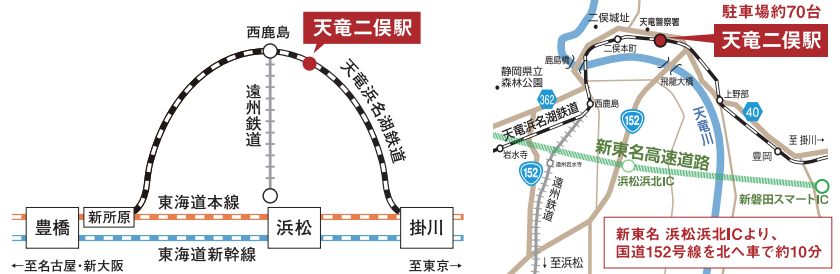 西鹿島
天竜二俣駅
遠州鉄道
天竜浜名湖鉄道
新所原
東海道本線
豊橋
浜松
掛川
東海道新幹線
←至名古屋・新大阪
至東京→
駐車場約70台
二俣城址
天竜警察署
天竜二俣駅
二俣本町
鹿島橋
飛龍大橋
静岡県立
森林公園
362
西鹿島
上野部
40
天竜浜名湖鉄道
152
天竜川
至 掛川→
岩水寺
新東名高速道路
豊岡
遠州岩水寺
152
浜松浜北IC
遠州鉄道
新磐田スマートIC
↓至浜松
新東名 浜松浜北ICより、
国道152号線を北へ車で約10分